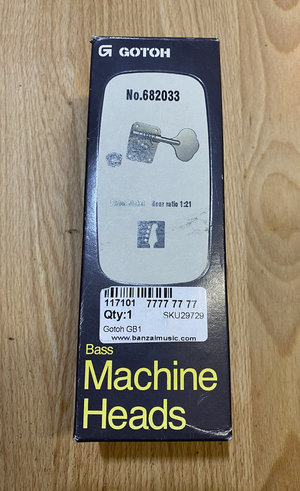 GOTOH
No.682033
gear ratio 1:21
117101 7777 77 77
Qty:1 SKU29729
Gotoh GB1
www.banzaimusic.com
Bass
Machine
Heads